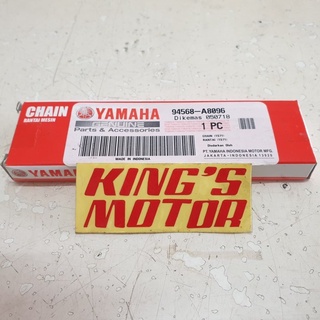 CHAIN
RANTAI MESIN
YAMAHA
GENUINE
Parts & Accessories
MADE IN INDONESIA
94568-A8096
Dikemas 050718
1 PC
PT. YAMAHA INDONESIA MOTOR MFG.
JAKARTA - INDONESIA 13920
KING'S
MOTOR